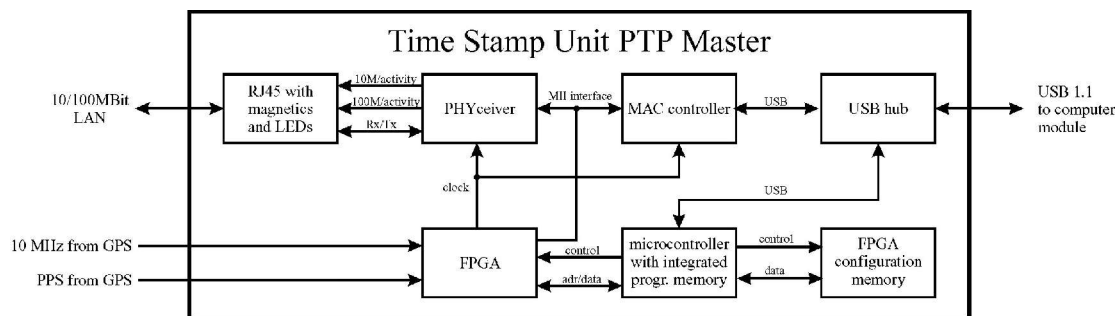 Time Stamp Unit PTP Master
10/100MBit
LAN
RJ45 with
magnetics
and LEDs
10M/activity
100M/activity
Rx/Tx
PHYceiver
MII interface
MAC controller
USB
USB hub
USB 1.1
to computer
module
clock
USB
10 MHz from GPS
PPS from GPS
FPGA
control
adr/data
microcontroller
with integrated
progr. memory
control
data
FPGA
configuration
memory